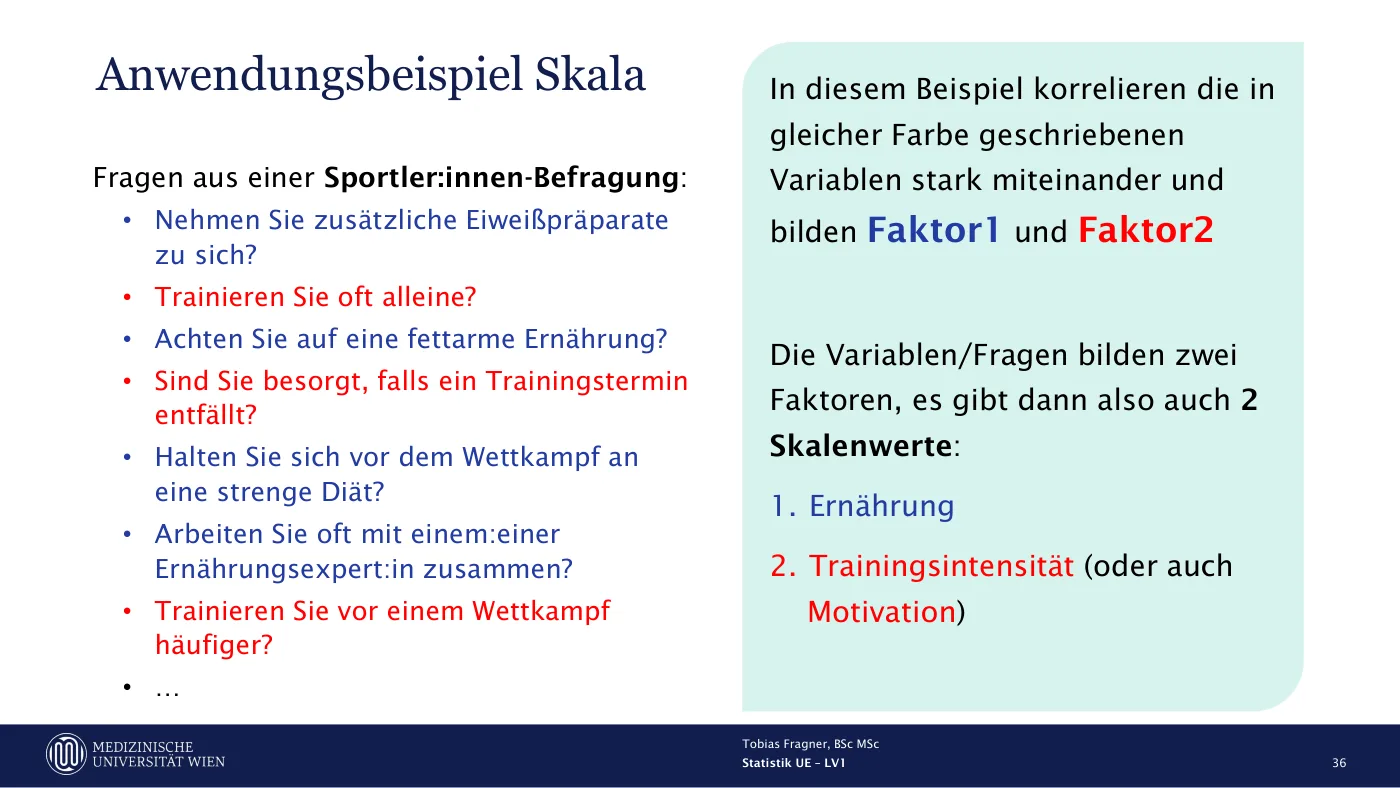 Anwendungsbeispiel Skala
Fragen aus einer Sportler:innen-Befragung:
• Nehmen Sie zusätzliche Eiweißpräparate
zu sich?
• Trainieren Sie oft alleine?
• Achten Sie auf eine fettarme Ernährung?
• Sind Sie besorgt, falls ein Trainingstermin
entfällt?
• Halten Sie sich vor dem Wettkampf an
eine strenge Diät?
• Arbeiten Sie oft mit einem:einer
Ernährungsexpert:in zusammen?
• Trainieren Sie vor einem Wettkampf
häufiger?
• …
In diesem Beispiel korrelieren die in
gleicher Farbe geschriebenen
Variablen stark miteinander und
bilden Faktor1 und Faktor2
Die Variablen/Fragen bilden zwei
Faktoren, es gibt dann also auch 2
Skalenwerte:
1. Ernährung
2. Trainingsintensität (oder auch
Motivation)
MEDIZINISCHE
UNIVERSITÄT WIEN
Tobias Fragner, BSc MSc
Statistik UE – LV1
36